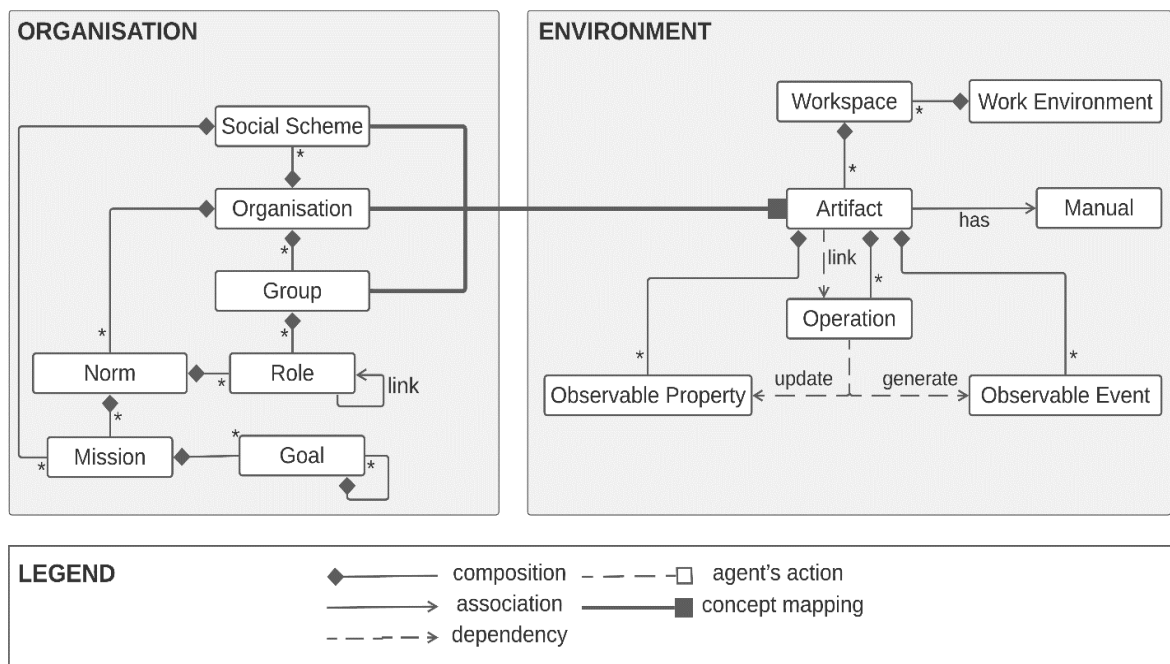 ORGANISATION
Social Scheme
*
Organisation
*
Group
*
*
Norm
*
Role
link
*
Mission
*
*
Goal
*
ENVIRONMENT
Workspace
*
Work Environment
*
Artifact
has
Manual
link
*
Operation
*
*
Observable Property
update
generate
Observable Event
LEGEND
composition
association
dependency
agent's action
concept mapping